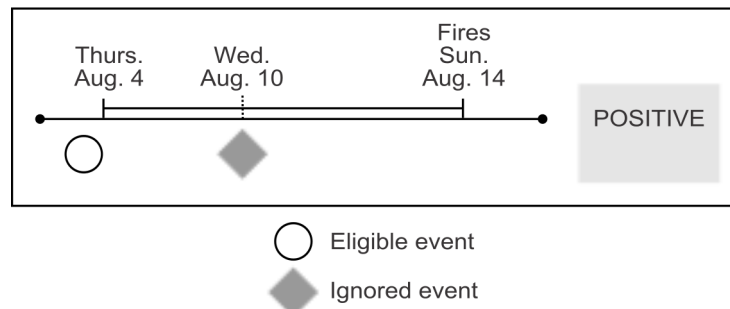 Thurs.
Aug. 4
Wed.
Aug. 10
Fires
Sun.
Aug. 14
POSITIVE
Eligible event
Ignored event